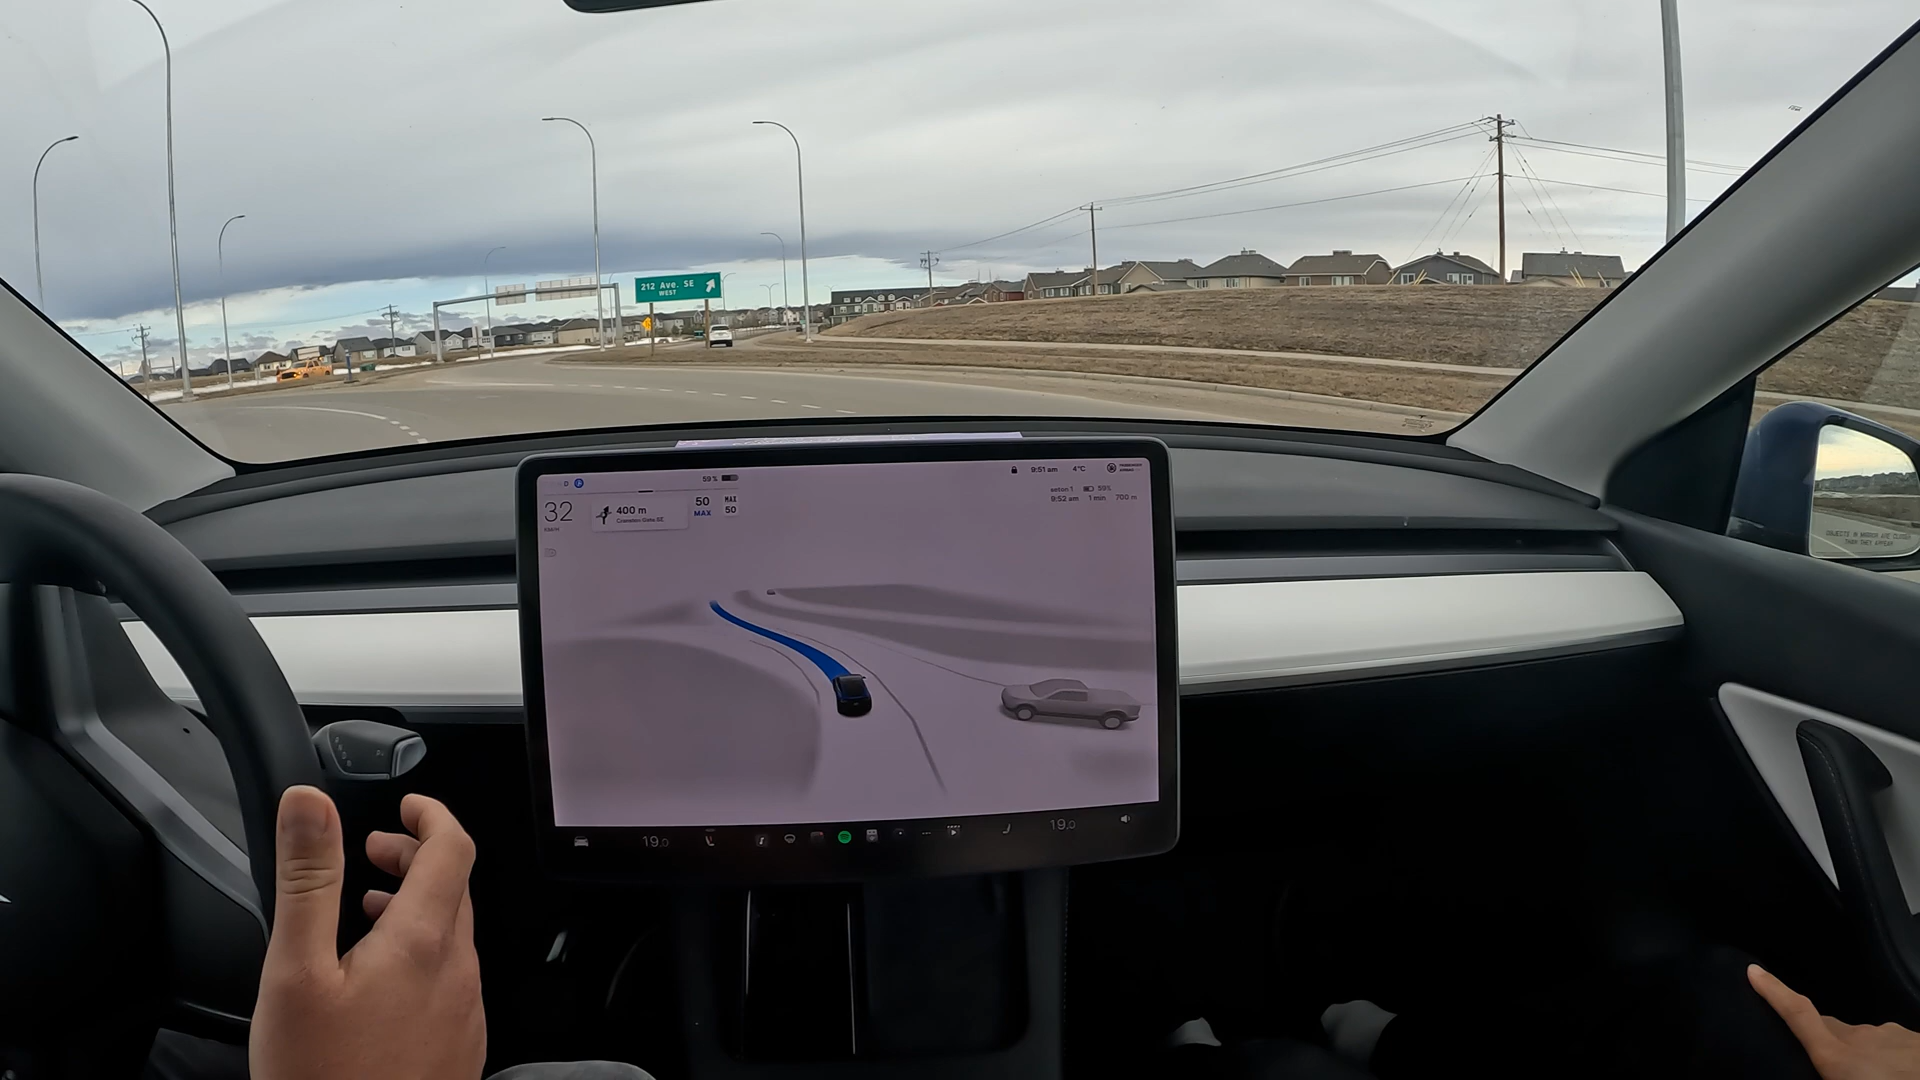 212 Ave. SE
WEST
D
59%
32
400 m
50
MAX
MAX
50
9:51 am
4°C
59%
9:52 am 1 min 700 m
19.0
19.0
OBJECTS IN MIRROR ARE CLOSER
THAN THEY APPEAR